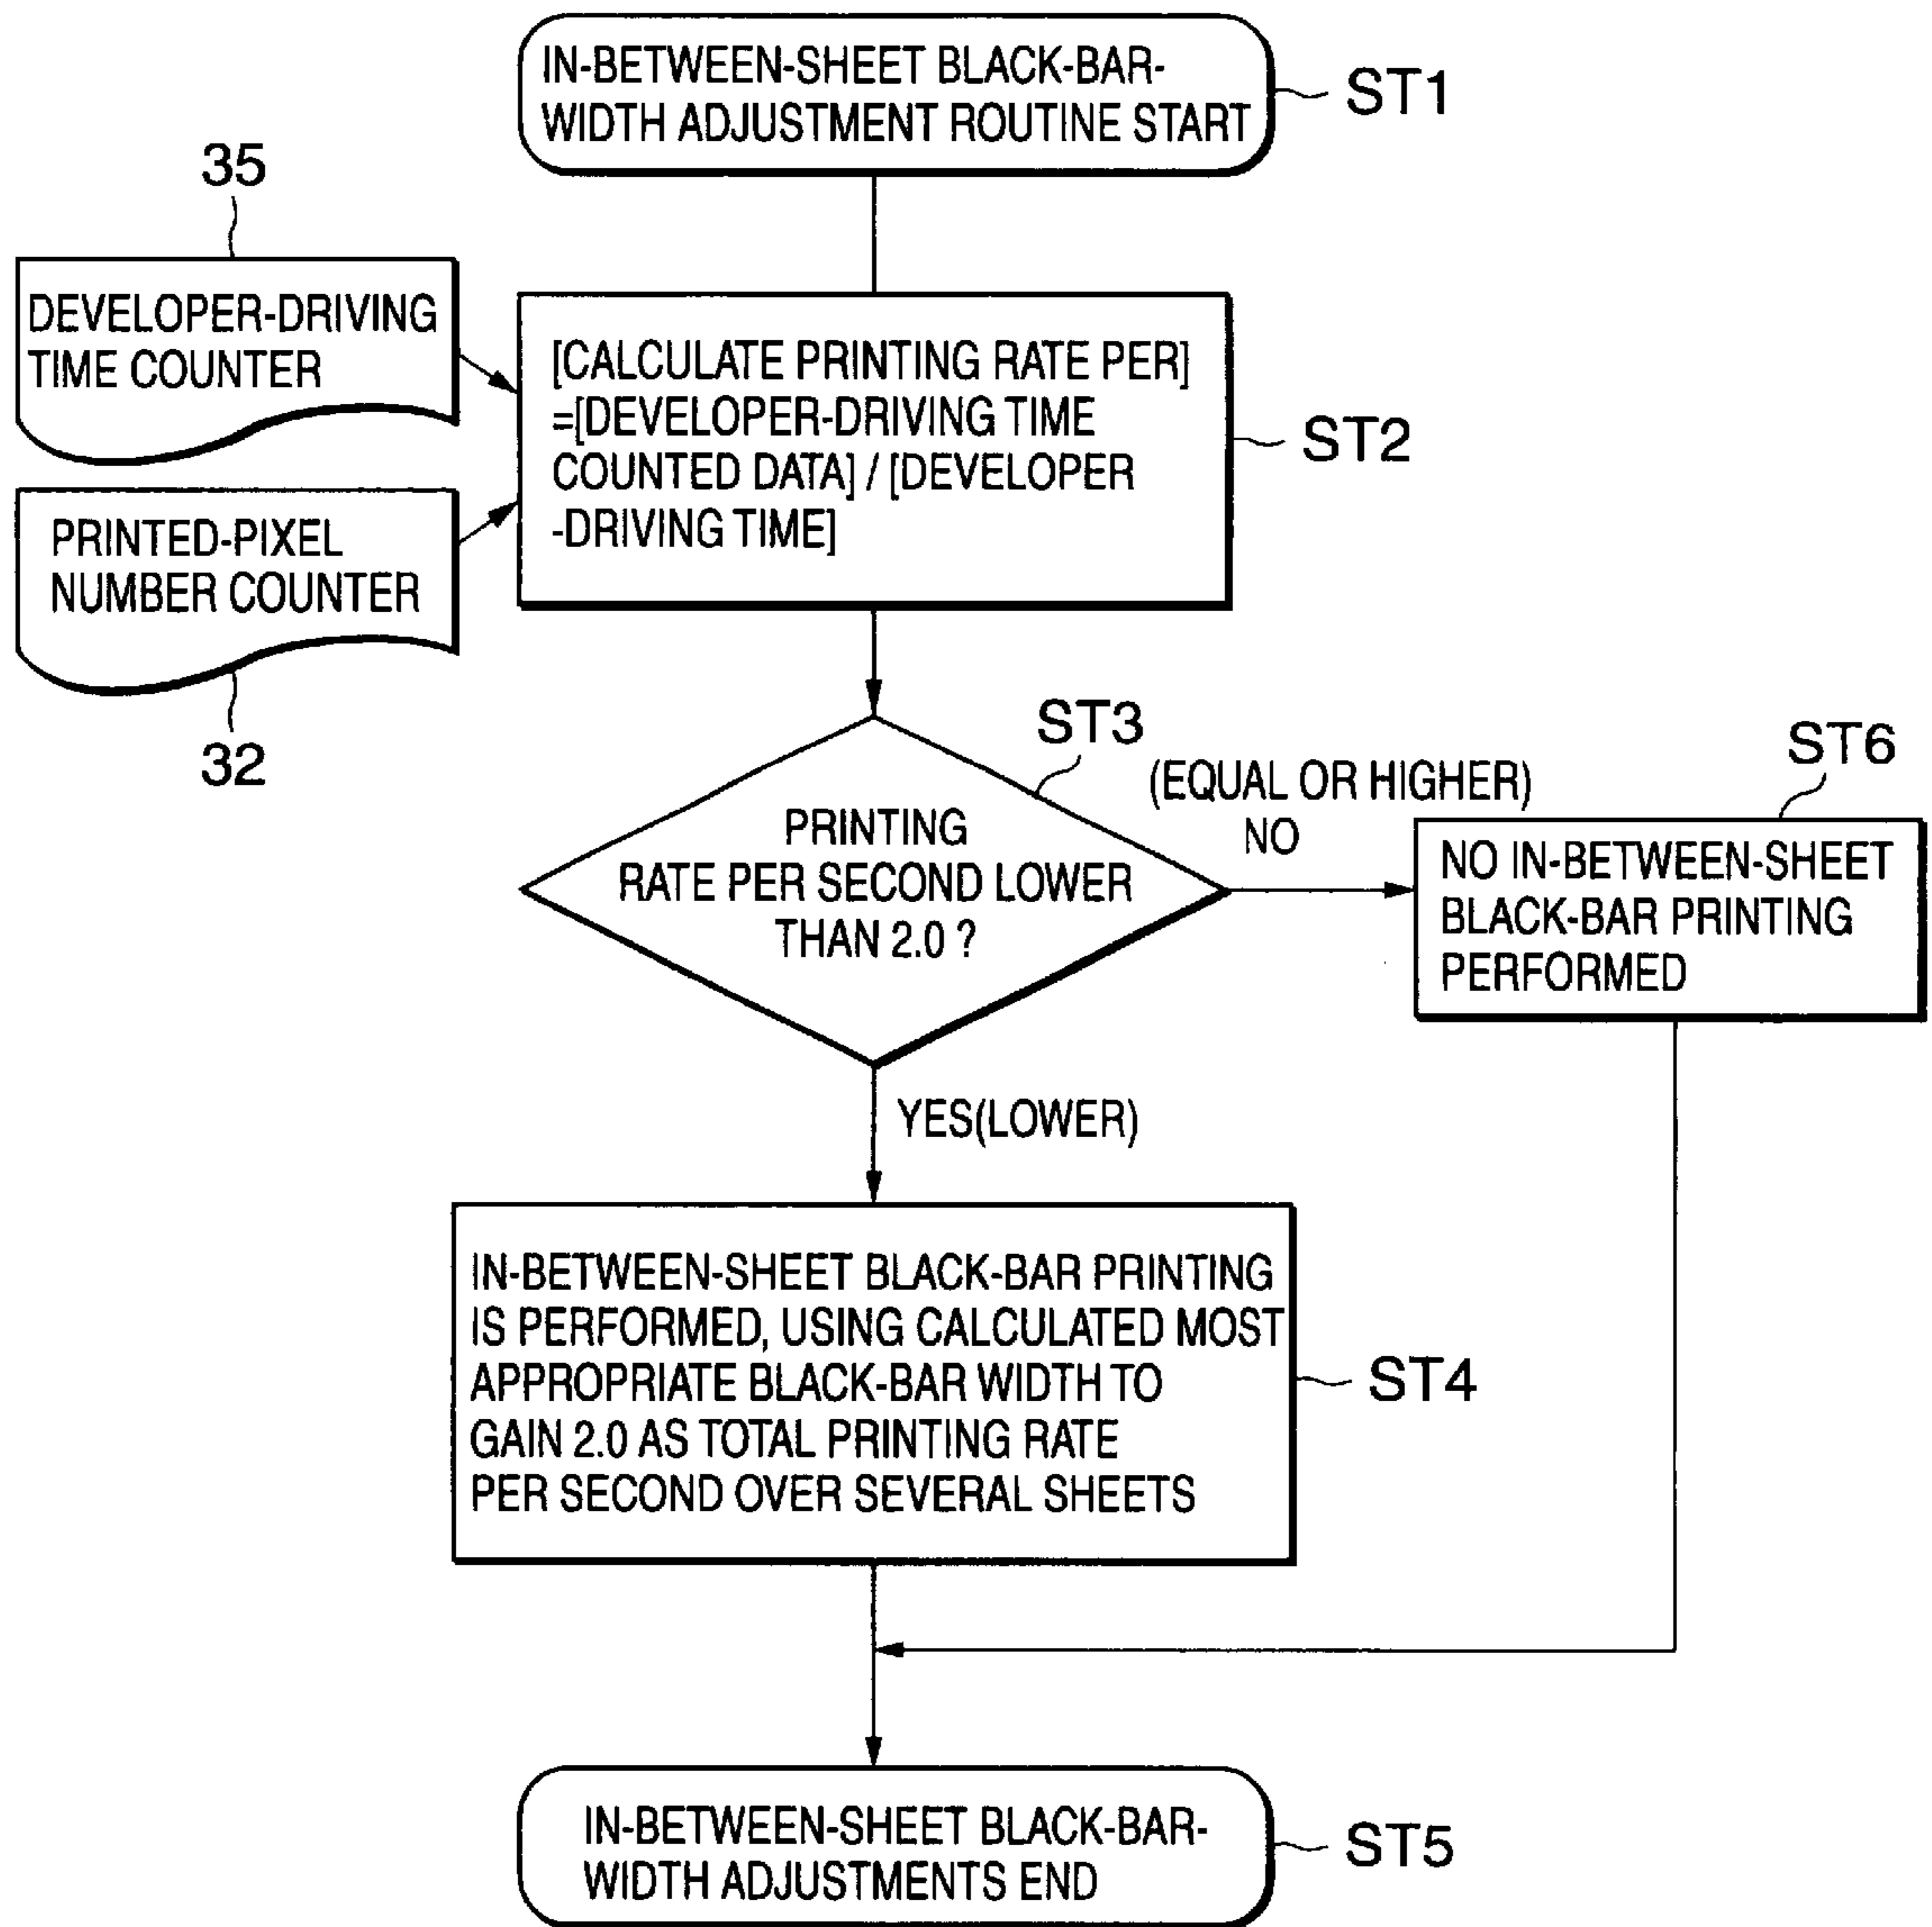 IN-BETWEEN-SHEET BLACK-BAR-
WIDTH ADJUSTMENT ROUTINE START
ST1
35
DEVELOPER-DRIVING
TIME COUNTER
[CALCULATE PRINTING RATE PER]
=[DEVELOPER-DRIVING TIME
COUNTED DATA] / [DEVELOPER
-DRIVING TIME]
ST2
PRINTED-PIXEL
NUMBER COUNTER
32
ST3
PRINTING
RATE PER SECOND LOWER
THAN 2.0 ?
(EQUAL OR HIGHER)
NO
ST6
NO IN-BETWEEN-SHEET
BLACK-BAR PRINTING
PERFORMED
YES(LOWER)
IN-BETWEEN-SHEET BLACK-BAR PRINTING
IS PERFORMED, USING CALCULATED MOST
APPROPRIATE BLACK-BAR WIDTH TO
GAIN 2.0 AS TOTAL PRINTING RATE
PER SECOND OVER SEVERAL SHEETS
ST4
IN-BETWEEN-SHEET BLACK-BAR-
WIDTH ADJUSTMENTS END
ST5